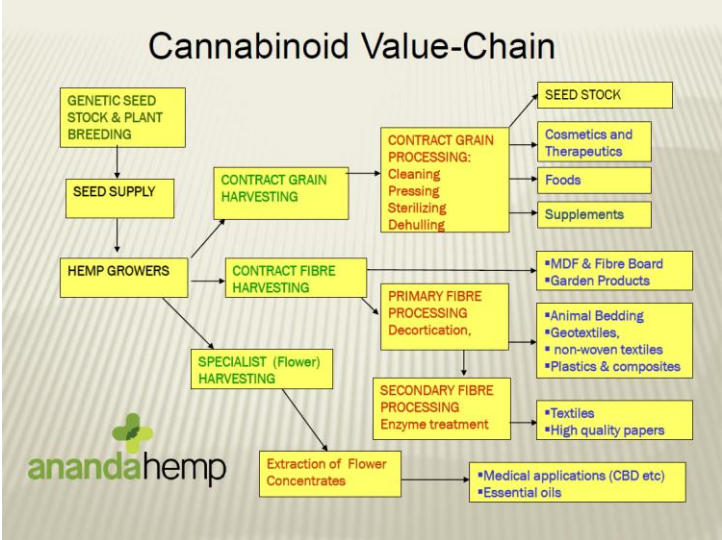 Cannabinoid Value-Chain
GENETIC SEED
STOCK & PLANT
BREEDING
SEED SUPPLY
HEMP GROWERS
CONTRACT GRAIN
HARVESTING
CONTRACT FIBRE
HARVESTING
SPECIALIST (Flower)
HARVESTING
CONTRACT GRAIN
PROCESSING:
Cleaning
Pressing
Sterilizing
Dehulling
PRIMARY FIBRE
PROCESSING
Decortication,
SECONDARY FIBRE
PROCESSING
Enzyme treatment
Extraction of Flower
Concentrates
SEED STOCK
Cosmetics and
Therapeutics
Foods
Supplements
▪MDF & Fibre Board
▪Garden Products
▪Animal Bedding
▪Geotextiles,
▪ non-woven textiles
▪Plastics & composites
▪Textiles
▪High quality papers
▪Medical applications (CBD etc)
▪Essential oils
anandahemp